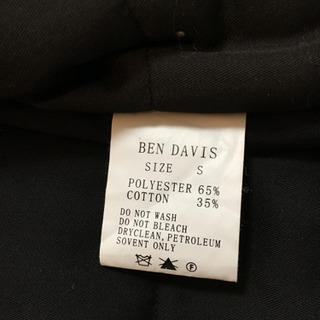 BEN DAVIS
SIZE S
POLYESTER 65%
COTTON 35%
DO NOT WASH
DO NOT BLEACH
DRYCLEAN, PETROLEUM
SOVENT ONLY
F